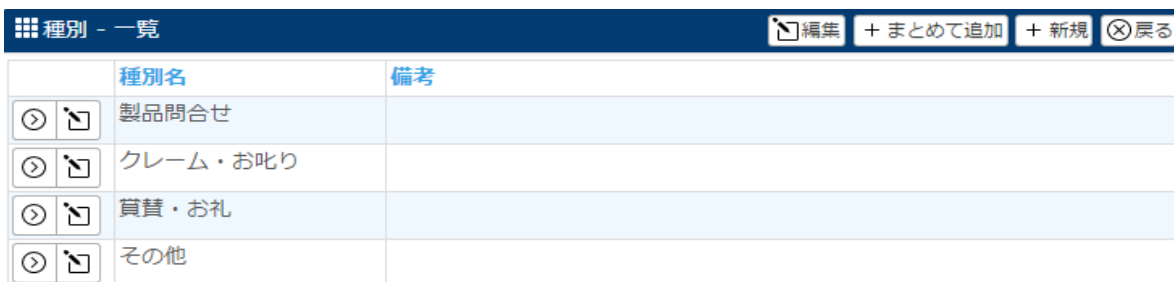 種別 - 一覧 編集 + まとめて追加 + 新規 戻る
種別名 備考
製品問合せ
クレーム・お叱り
賞賛・お礼
その他